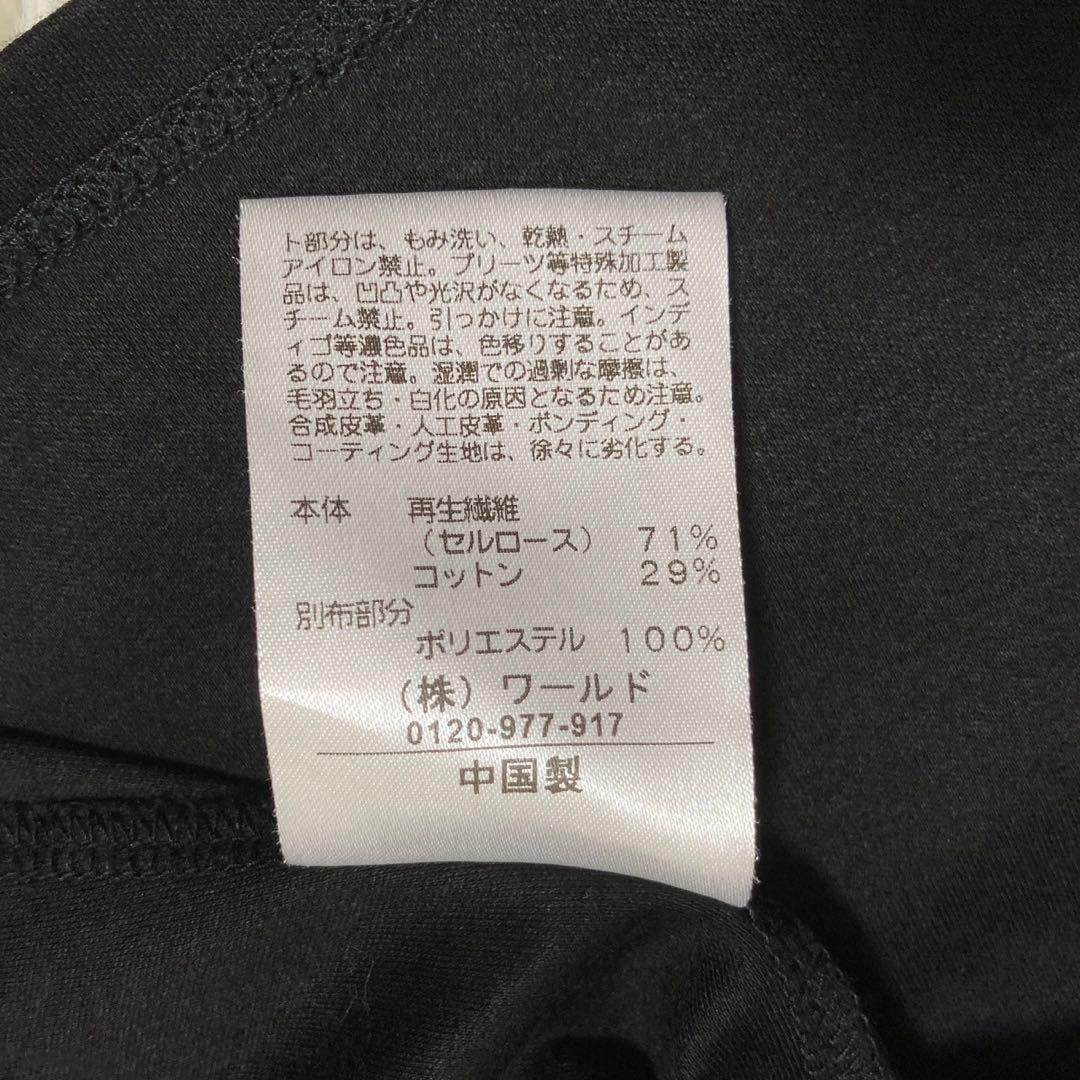 ト部分は、もみ洗い、乾熱・スチーム
アイロン禁止。プリーツ等特殊加工製
品は、凹凸や光沢がなくなるため、ス
チーム禁止。引っかけに注意。インデ
ィゴ等濃色品は、色移りすることがあ
るので注意。湿潤での過剰な摩擦は、
毛羽立ち・白化の原因となるため注意。
合成皮革・人工皮革・ボンディング・
コーティング生地は、徐々に劣化する。
本体 再生繊維
（セルロース） 71%
コットン 29%
別布部分
ポリエステル 100%
（株）ワールド
0120-977-917
中国製